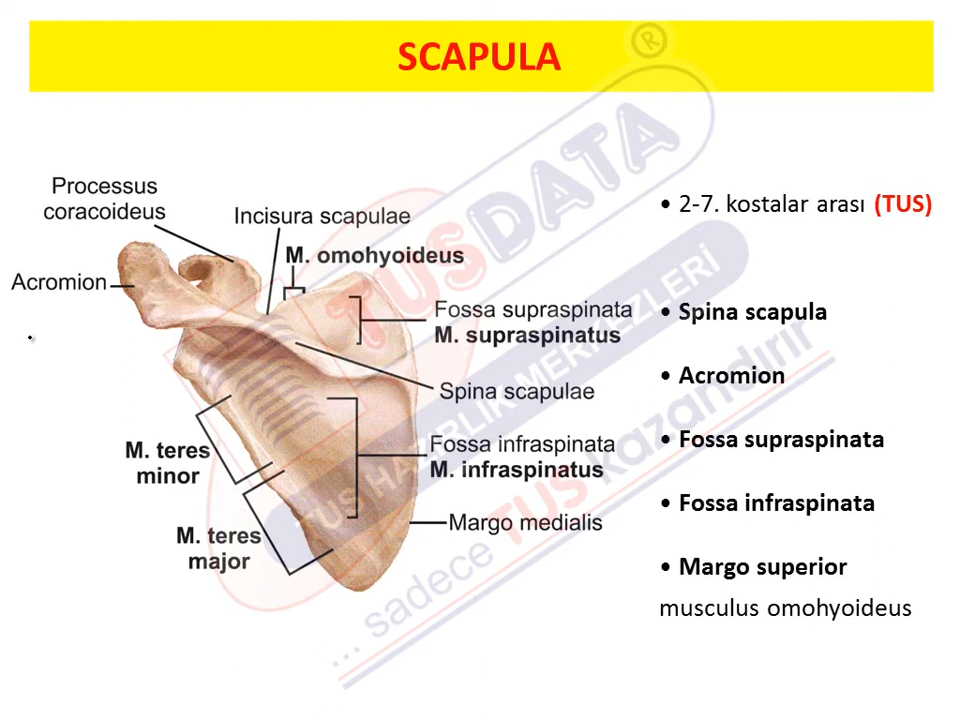 SCAPULA
®
Processus
coracoideus
Incisura scapulae
M. omohyoideus
Acromion
Fossa supraspinata
M. supraspinatus
Spina scapulae
M. teres
minor
Fossa infraspinata
M. infraspinatus
Margo medialis
M. teres
major
• 2-7. kostalar arası (TUS)
• Spina scapula
• Acromion
• Fossa supraspinata
• Fossa infraspinata
• Margo superior
musculus omohyoideus
TUSDATA
TUS HAZIRLIK MERKEZLERİ
... sadece TUS kazandırır